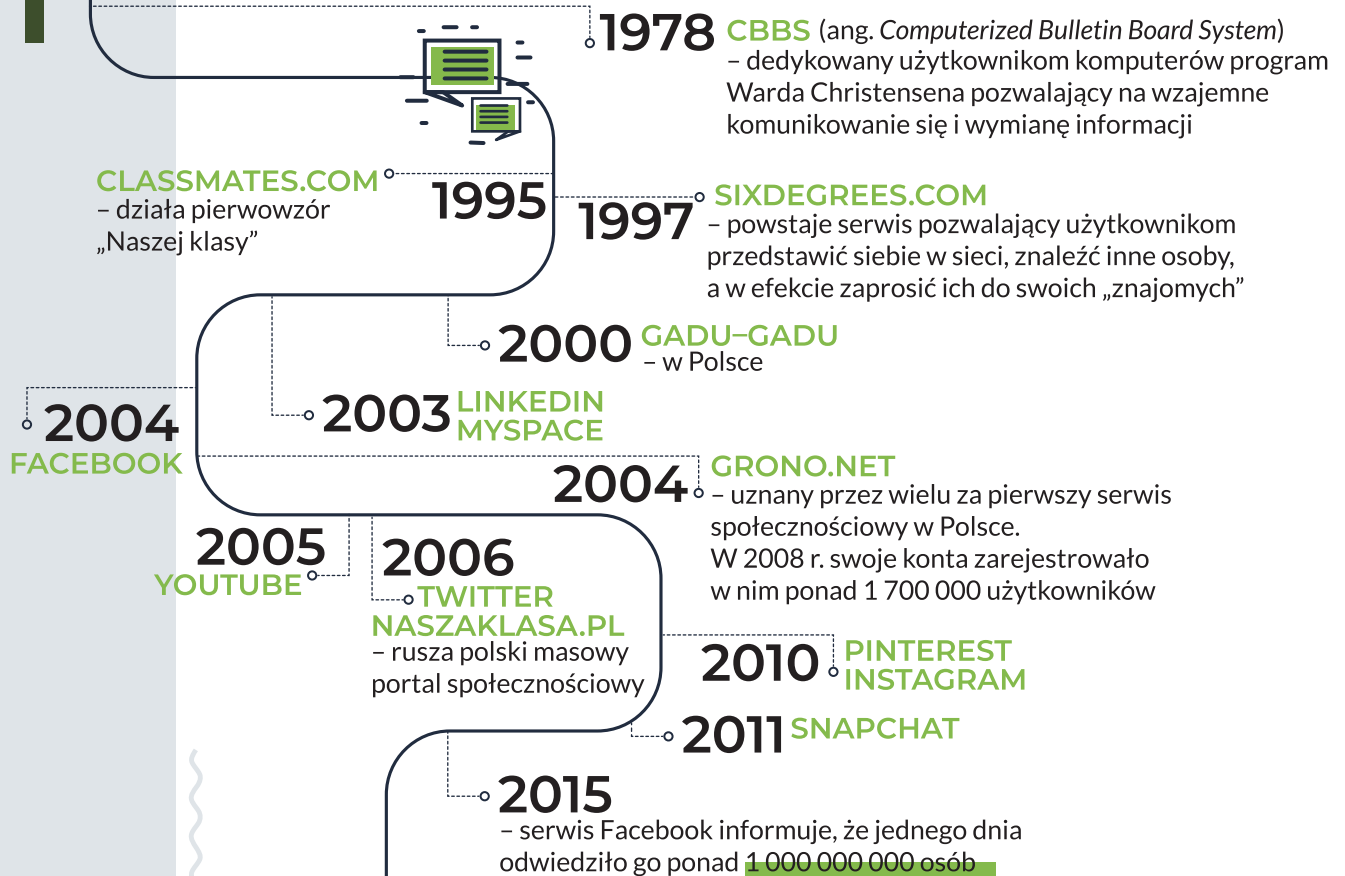 1978 CBBS (ang. Computerized Bulletin Board System)
– dedykowany użytkownikom komputerów program
Warda Christensena pozwalający na wzajemne
komunikowanie się i wymianę informacji
CLASSMATES.COM
– działa pierwowzór
„Naszej klasy”
1995
1997
SIXDEGREES.COM
– powstaje serwis pozwalający użytkownikom
przedstawić siebie w sieci, znaleźć inne osoby,
a w efekcie zaprosić ich do swoich „znajomych”
2000 GADU–GADU
– w Polsce
2003 LINKEDIN
MYSPACE
2004
FACEBOOK
2004
GRONO.NET
– uznany przez wielu za pierwszy serwis
społecznościowy w Polsce.
W 2008 r. swoje konta zarejestrowało
w nim ponad 1 700 000 użytkowników
2005
YOUTUBE
2006
TWITTER
NASZAKLASA.PL
– rusza polski masowy
portal społecznościowy
2010 PINTEREST
INSTAGRAM
2011 SNAPCHAT
2015
– serwis Facebook informuje, że jednego dnia
odwiedziło go ponad 1 000 000 000 osób